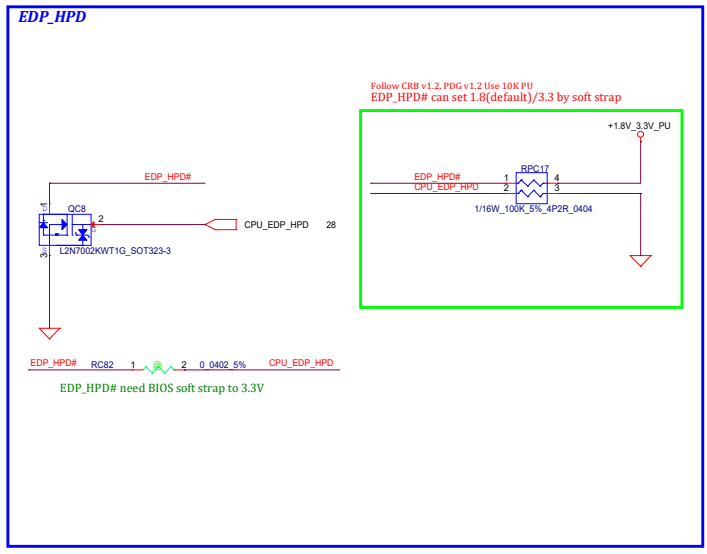 EDP_HPD
Follow CRB v1.2, PDG v1.2 Use 10K PU
EDP_HPD# can set 1.8(default)/3.3 by soft strap
+1.8V_3.3V_PU
RPC17
EDP_HPD# 1 4
CPU_EDP_HPD 2 3
1/16W_100K_5%_4P2R_0404
EDP_HPD#
1
QC8
2
CPU_EDP_HPD 28
3
L2N7002KWT1G_SOT323-3
EDP_HPD# RC82 1 @ 2 0_0402_5% CPU_EDP_HPD
EDP_HPD# need BIOS soft strap to 3.3V